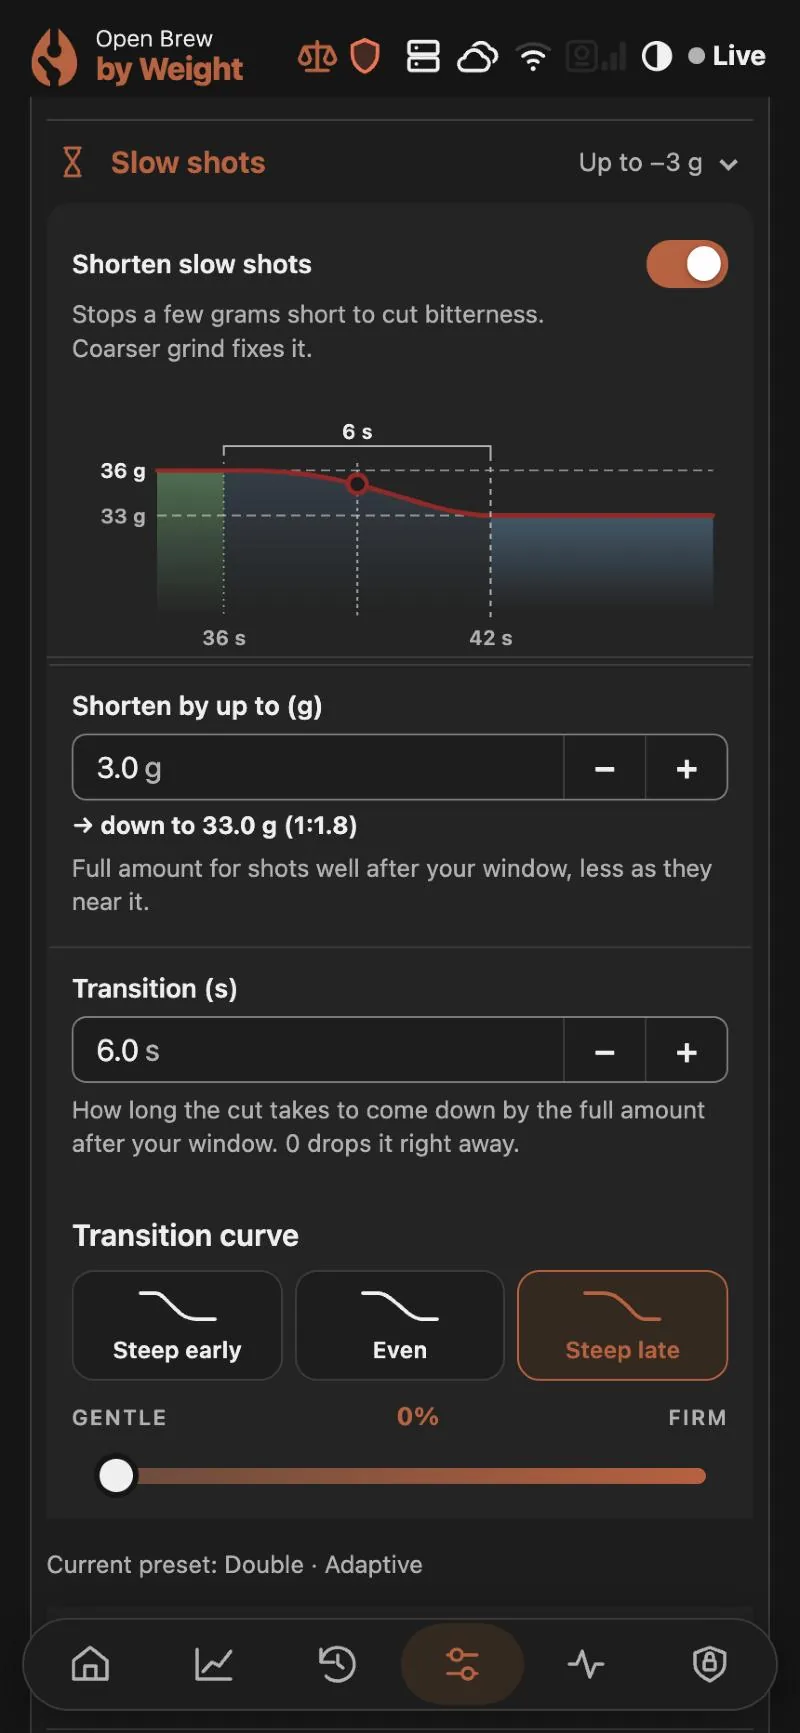 Open Brew
by Weight
Live
Slow shots
Up to −3 g
Shorten slow shots
Stops a few grams short to cut bitterness.
Coarser grind fixes it.
6 s
36 g
33 g
36 s
42 s
Shorten by up to (g)
3.0 g
−
+
→ down to 33.0 g (1:1.8)
Full amount for shots well after your window, less as they
near it.
Transition (s)
6.0 s
−
+
How long the cut takes to come down by the full amount
after your window. 0 drops it right away.
Transition curve
Steep early
Even
Steep late
GENTLE
0%
FIRM
Current preset: Double · Adaptive